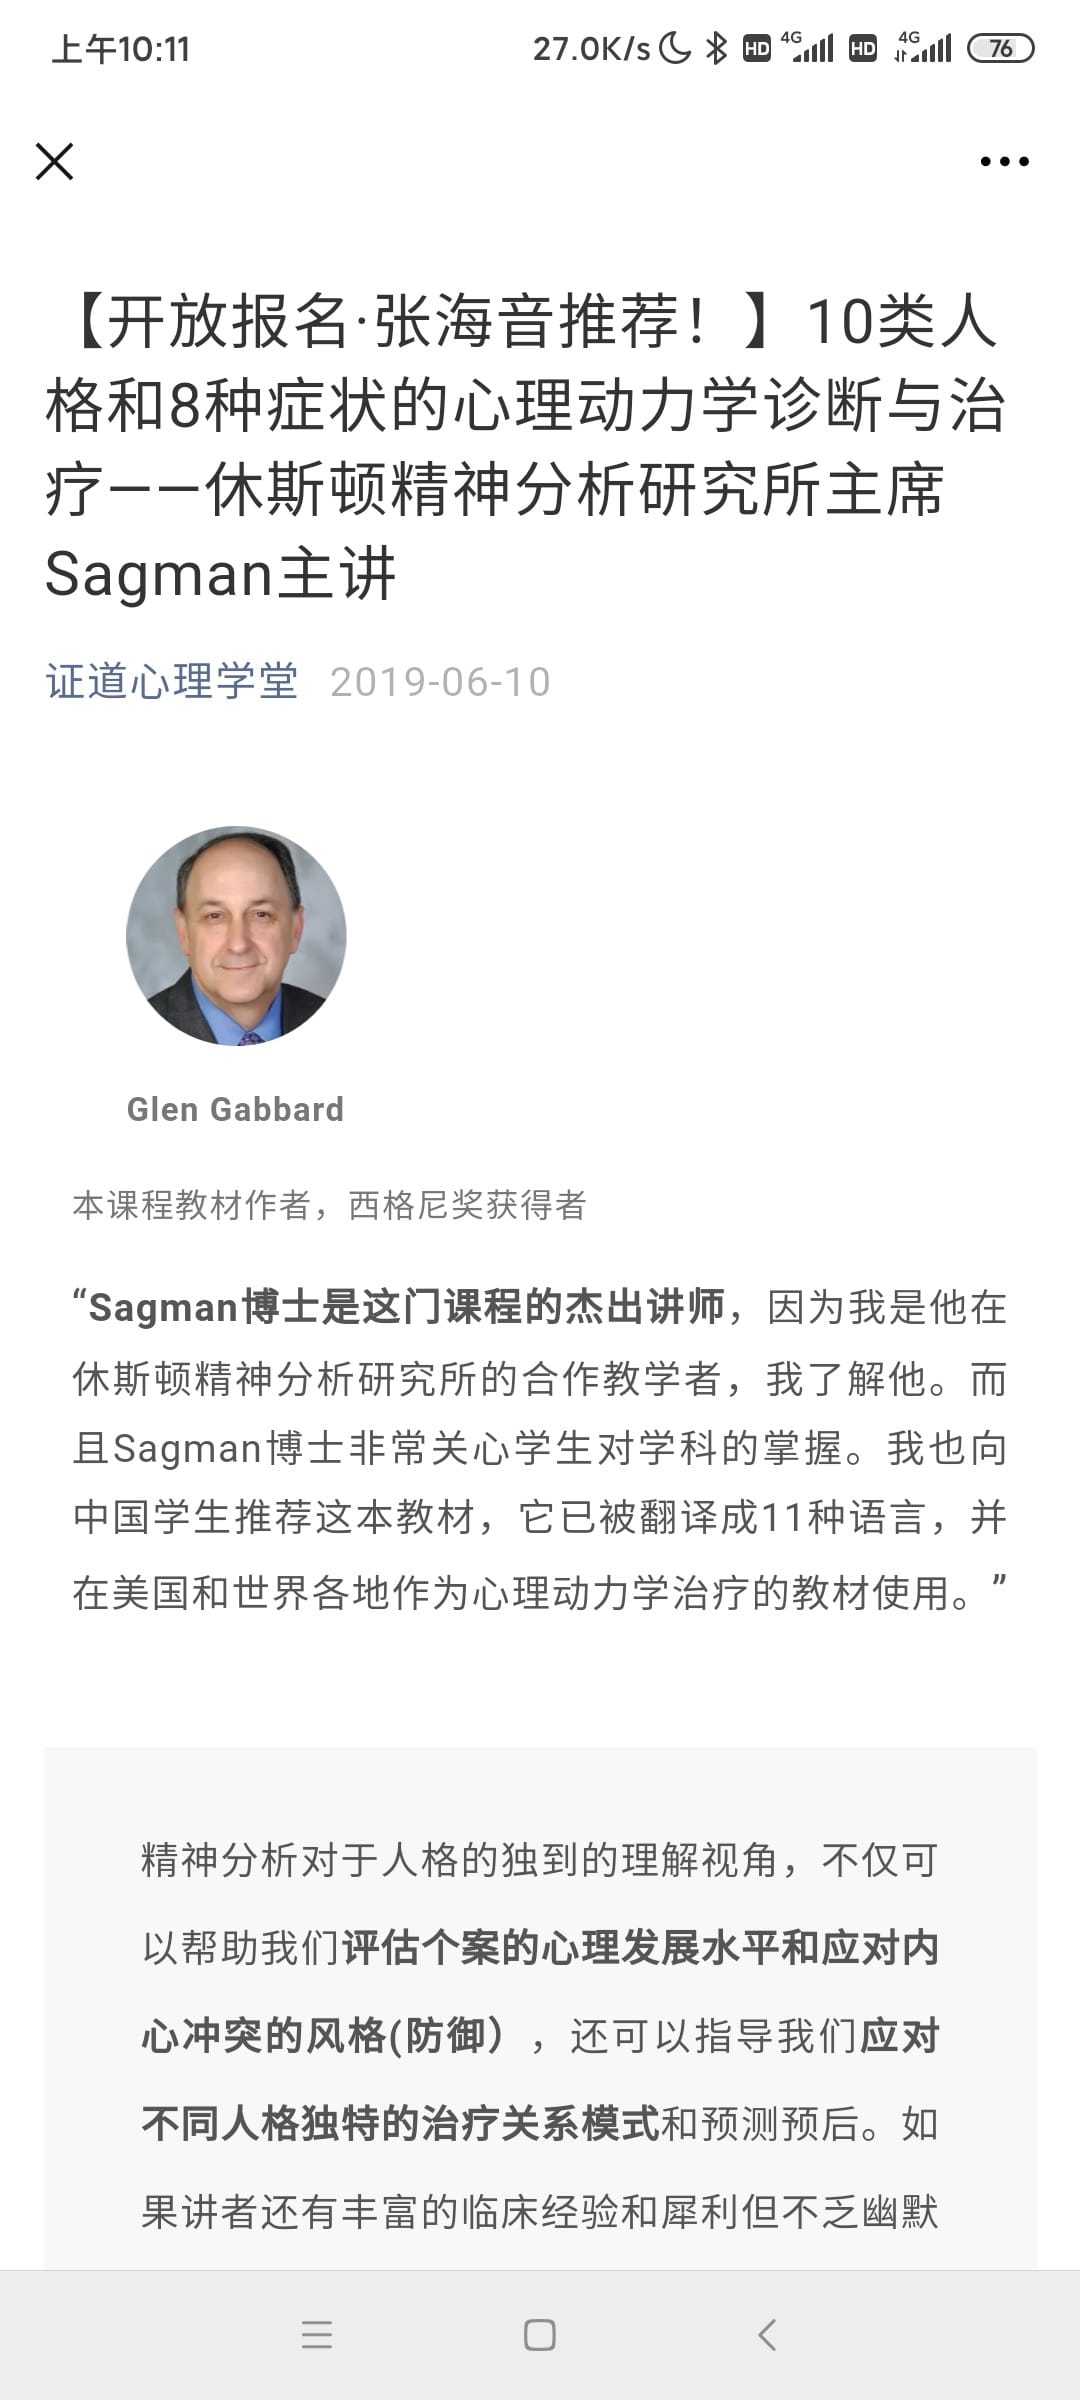 上午10:11
27.0K/s HD 4G HD 4G 76
【开放报名·张海音推荐！】10类人
格和8种症状的心理动力学诊断与治
疗——休斯顿精神分析研究所主席
Sagman主讲
证道心理学堂 2019-06-10
Glen Gabbard
本课程教材作者，西格尼奖获得者
“Sagman博士是这门课程的杰出讲师，因为我是他在
休斯顿精神分析研究所的合作教学者，我了解他。而
且Sagman博士非常关心学生对学科的掌握。我也向
中国学生推荐这本教材，它已被翻译成11种语言，并
在美国和世界各地作为心理动力学治疗的教材使用。”
精神分析对于人格的独到的理解视角，不仅可
以帮助我们评估个案的心理发展水平和应对内
心冲突的风格(防御），还可以指导我们应对
不同人格独特的治疗关系模式和预测预后。如
果讲者还有丰富的临床经验和犀利但不乏幽默